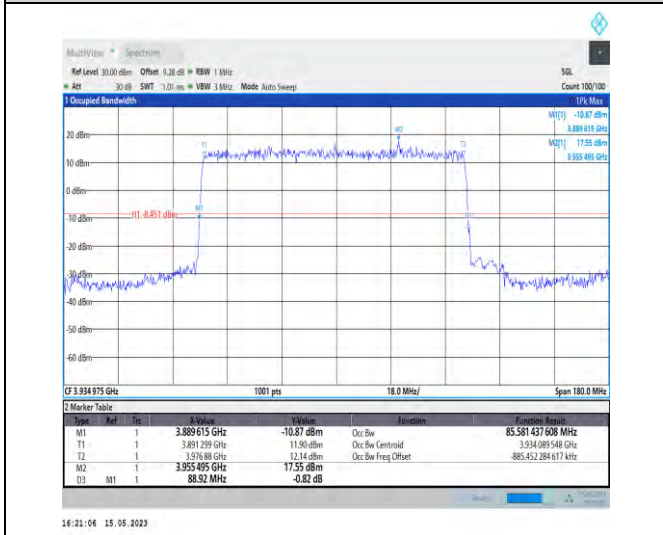 MultiView Spectrum
Ref Level 30.00 dBm Offset 9.28 dB RBW 1 MHz SGL
Att 30 dB SWT 1.01 ms VBW 3 MHz Mode Auto Sweep Count 100/100
1 Occupied Bandwidth 1Pk Max
M1[1] -10.87 dBm
3.889 615 GHz
M2[1] 17.55 dBm
3.955 495 GHz
M2
20 dBm
T1 T2
10 dBm
0 dBm
M1
H1 -8.451 dBm
-10 dBm
-20 dBm
-30 dBm
-40 dBm
-50 dBm
-60 dBm
CF 3.934 975 GHz 1001 pts 18.0 MHz/ Span 180.0 MHz
2 Marker Table
Type Ref Trc X-Value Y-Value Function Function Result
M1 1 3.889 615 GHz -10.87 dBm Occ Bw 85.581 437 608 MHz
T1 1 3.891 299 GHz 11.90 dBm Occ Bw Centroid 3.934 089 548 GHz
T2 1 3.976 88 GHz 12.14 dBm Occ Bw Freq Offset -885.452 284 617 kHz
M2 1 3.955 495 GHz 17.55 dBm
D3 M1 1 88.92 MHz -0.82 dB
16:21:06 15.05.2023